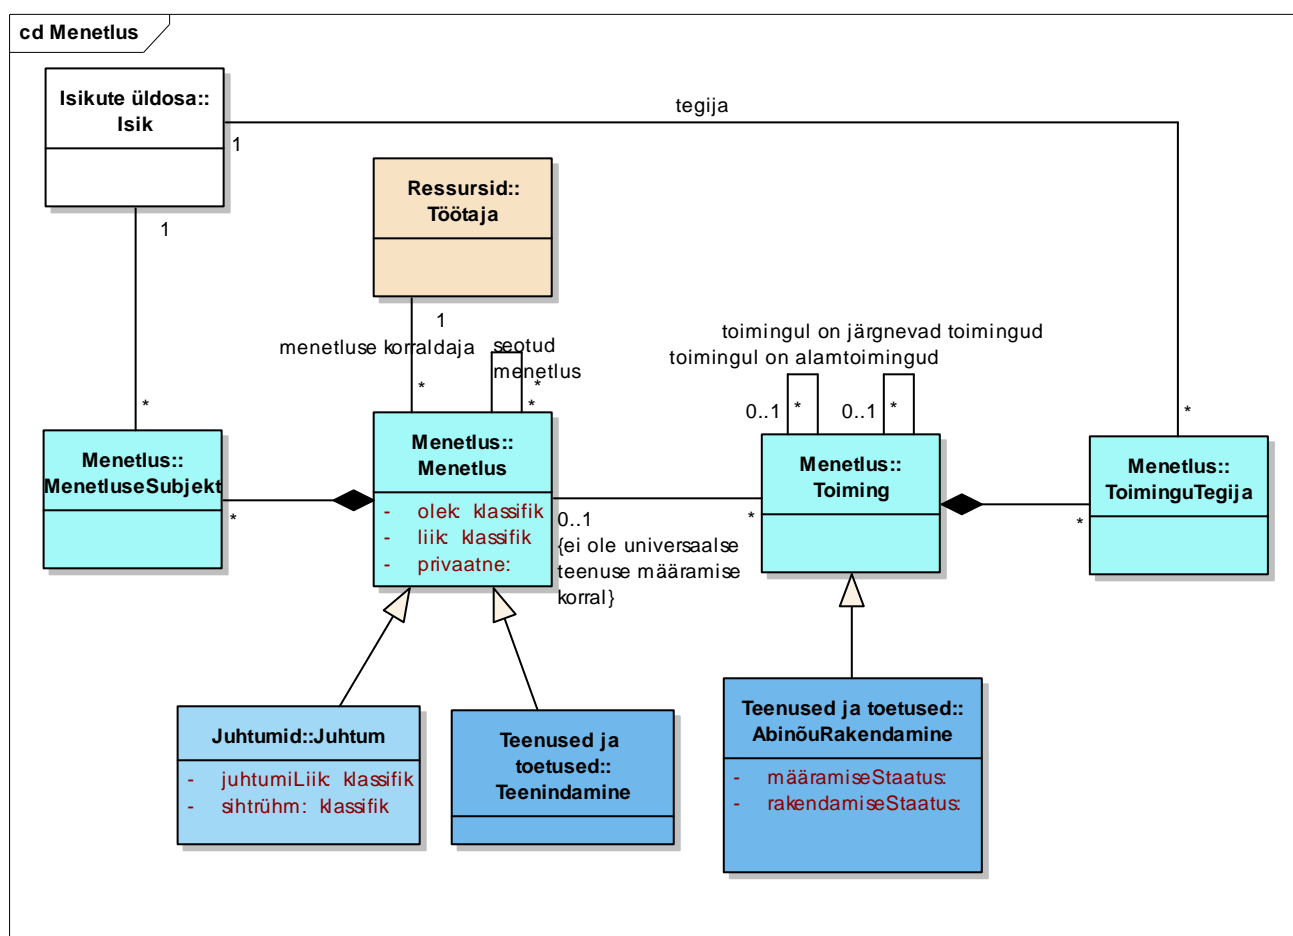 cd Menetlus
Isikute üldosa::
Isik
1
1
tegija
Ressursid::
Töötaja
1
menetluse korraldaja
*
seotud
menetlus
*
*
toimingul on järgnevad toimingud
toimingul on alamtoimingud
0..1
*
0..1
*
*
*
Menetlus::
MenetluseSubjekt
*
Menetlus::
Menetlus
- olek: klassifik
- liik: klassifik
- privaatne:
0..1
{ei ole universaalse
teenuse määramise
korral}
*
Menetlus::
Toiming
*
Menetlus::
ToiminguTegija
Juhtumid::Juhtum
- juhtumiLiik: klassifik
- sihtrühm: klassifik
Teenused ja
toetused::
Teenindamine
Teenused ja toetused::
AbinõuRakendamine
- määramiseStaatus:
- rakendamiseStaatus: